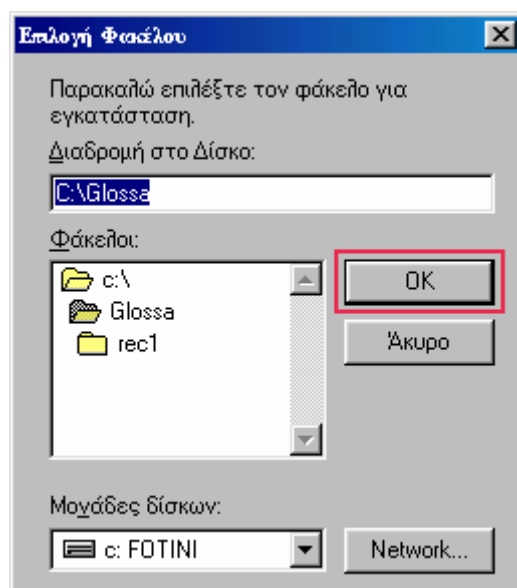 Επιλογή Φακέλου
Παρακαλώ επιλέξτε τον φάκελο για
εγκατάσταση.
Διαδρομή στο Δίσκο:
C:\Glossa
Φάκελοι:
c:\
Glossa
rec1
OK
Άκυρο
Μονάδες δίσκων:
c: FOTINI
Network...